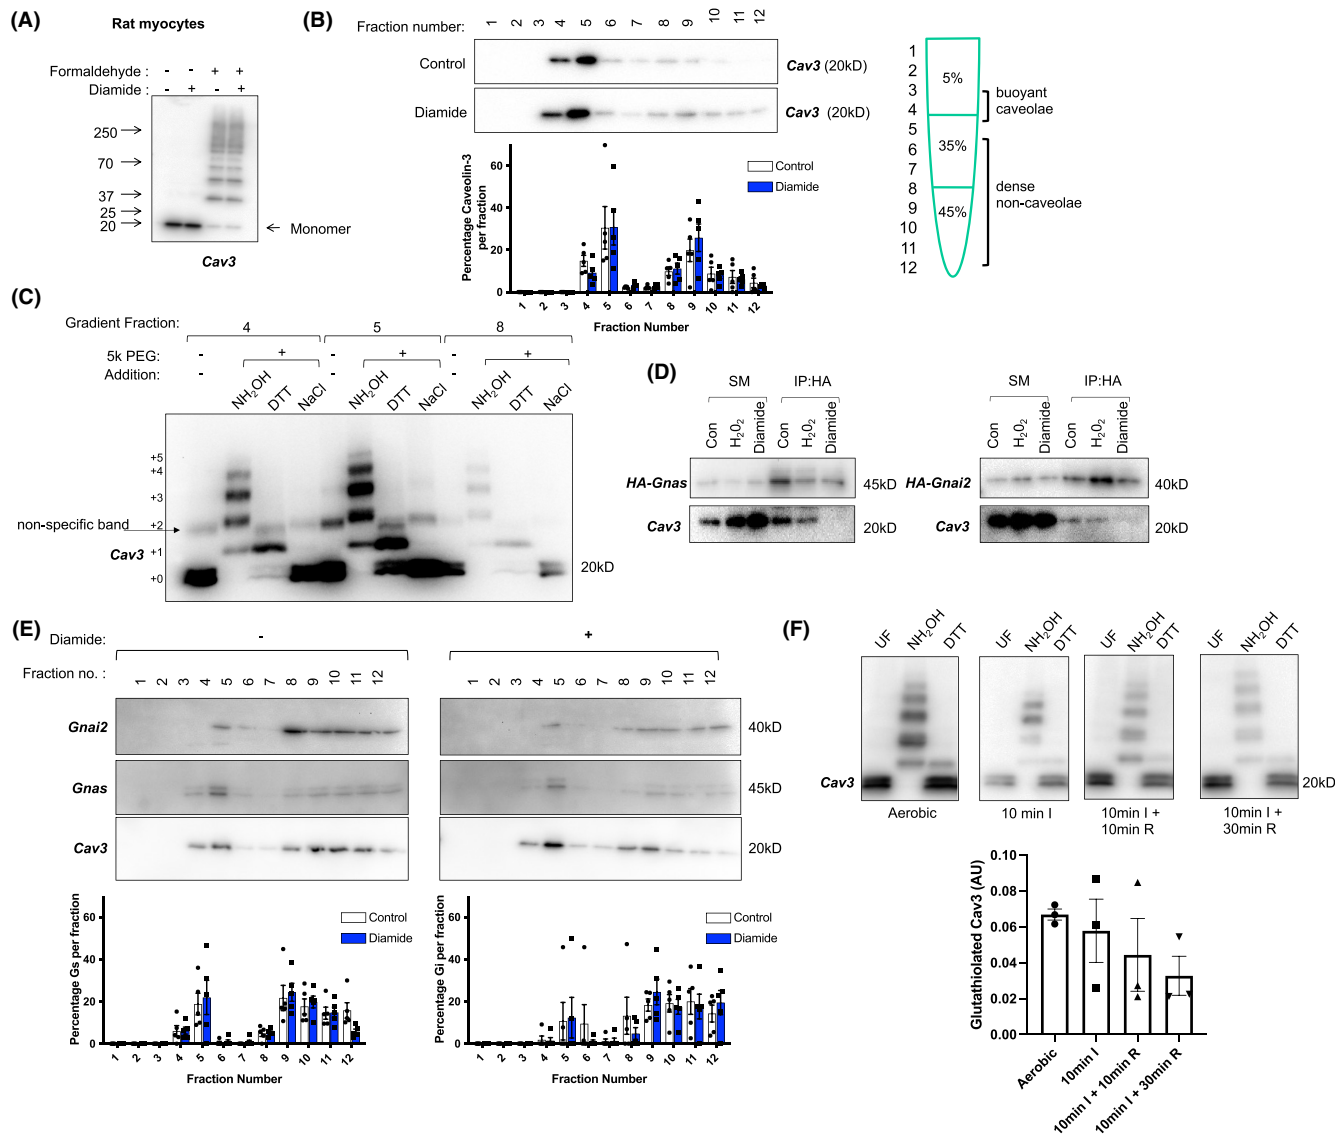 (A)
Rat myocytes
Formaldehyde : - - + +
Diamide : - + - +
250
70
37
25
20
Monomer
Cav3
(B)
Fraction number: 1 2 3 4 5 6 7 8 9 10 11 12
Control Cav3 (20kD)
Diamide Cav3 (20kD)
Percentage Caveolin-3 per fraction
60
40
20
0
Control
Diamide
1 2 3 4 5 6 7 8 9 10 11 12
Fraction Number
1
2
3
4
5
6
7
8
9
10
11
12
5%
35%
45%
buoyant
caveolae
dense
non-caveolae
(C)
Gradient Fraction: 4 5 8
5k PEG: - + - + - +
Addition: - NH2OH DTT NaCl - NH2OH DTT NaCl - NH2OH DTT NaCl
+5
+4
+3
non-specific band +2
Cav3 +1
+0
20kD
(D)
SM IP:HA
Con H2O2 Diamide Con H2O2 Diamide
HA-Gnas 45kD
Cav3 20kD
SM IP:HA
Con H2O2 Diamide Con H2O2 Diamide
HA-Gnai2 40kD
Cav3 20kD
(E)
Diamide: - +
Fraction no. : 1 2 3 4 5 6 7 8 9 10 11 12 1 2 3 4 5 6 7 8 9 10 11 12
Gnai2 40kD
Gnas 45kD
Cav3 20kD
Percentage Gs per fraction
60
40
20
0
Control
Diamide
1 2 3 4 5 6 7 8 9 10 11 12
Fraction Number
Percentage Gi per fraction
60
40
20
0
Control
Diamide
1 2 3 4 5 6 7 8 9 10 11 12
Fraction Number
(F)
UF NH2OH DTT UF NH2OH DTT UF NH2OH DTT UF NH2OH DTT
Cav3 20kD
Aerobic
10 min I
10min I +
10min R
10min I +
30min R
Glutathiolated Cav3 (AU)
0.10
0.08
0.06
0.04
0.02
0.00
Aerobic
10min I
10min I + 10min R
10min I + 30min R